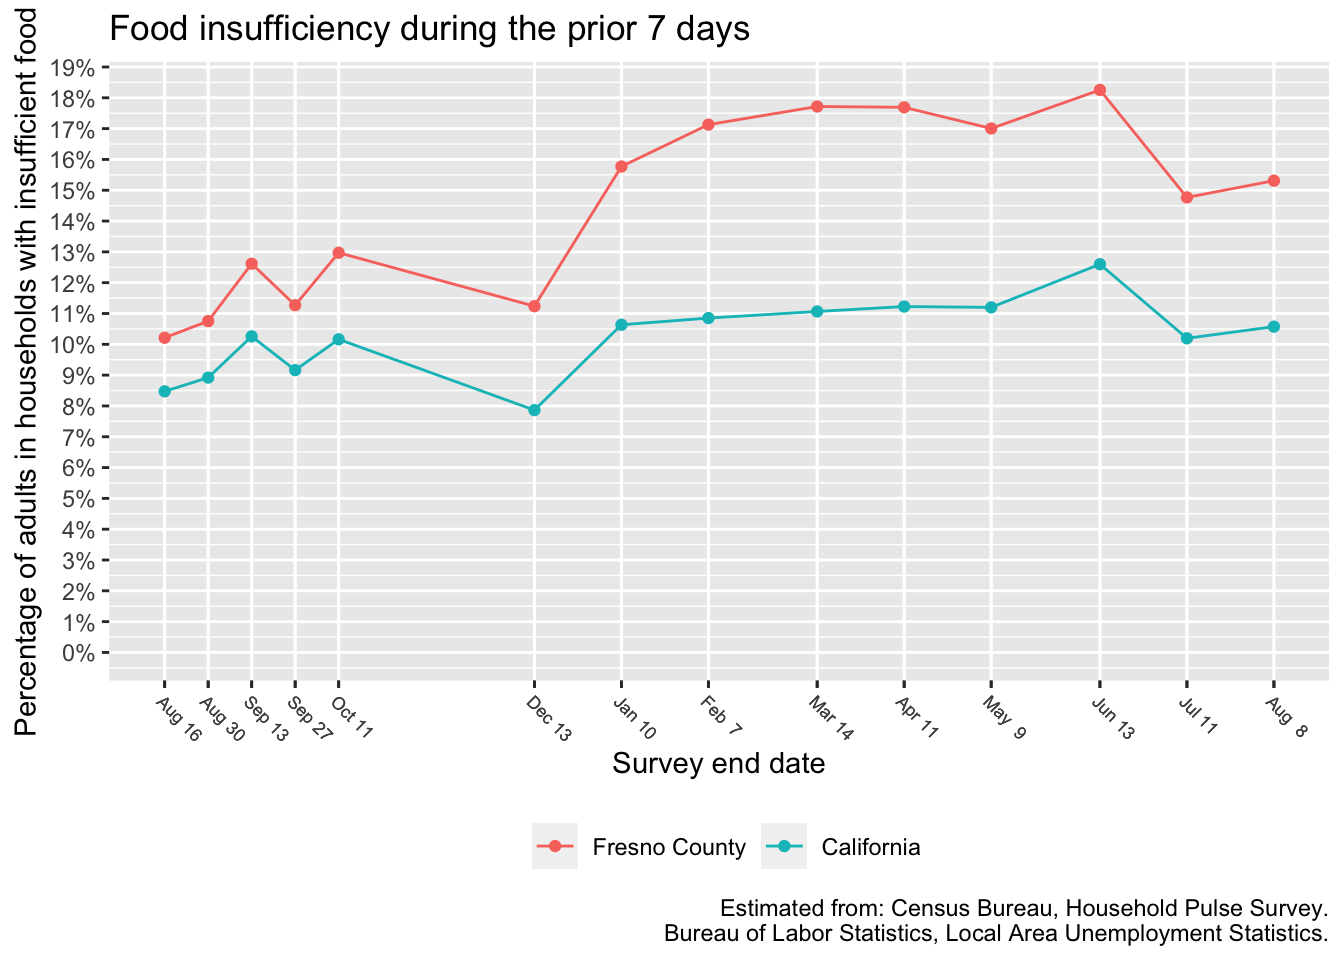 Food insufficiency during the prior 7 days
Percentage of adults in households with insufficient food
19%
18%
17%
16%
15%
14%
13%
12%
11%
10%
9%
8%
7%
6%
5%
4%
3%
2%
1%
0%
Aug 16
Aug 30
Sep 13
Sep 27
Oct 11
Dec 13
Jan 10
Feb 7
Mar 14
Apr 11
May 9
Jun 13
Jul 11
Aug 8
Survey end date
Fresno County
California
Estimated from: Census Bureau, Household Pulse Survey.
Bureau of Labor Statistics, Local Area Unemployment Statistics.